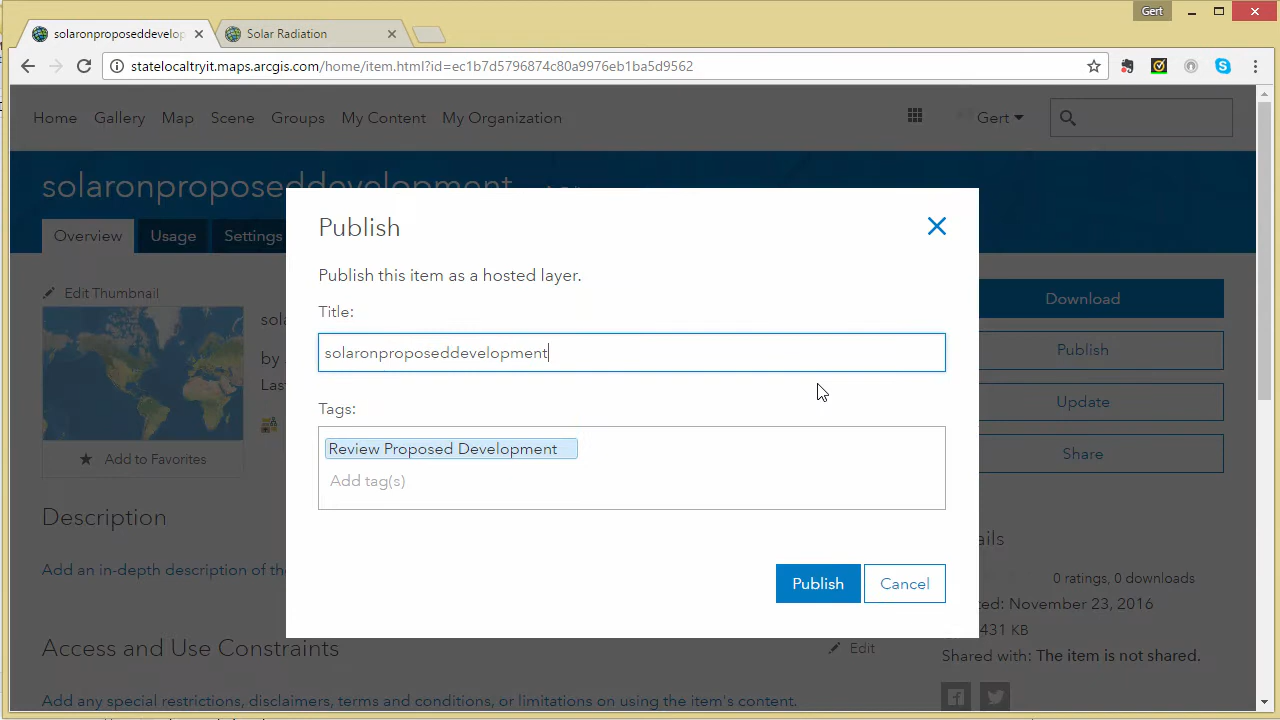 Gert
solaronproposeddevelop
Solar Radiation
statelocaltryit.maps.arcgis.com/home/item.html?id=ec1b7d5796874c80a9976eb1ba5d9562
Home Gallery Map Scene Groups My Content My Organization Gert
solaronproposeddevelopment
Overview Usage Settings
Publish
Publish this item as a hosted layer.
Title:
solaronproposeddevelopment
Tags:
Review Proposed Development
Add tag(s)
Publish Cancel
Edit Thumbnail
sola
by
Last
Add to Favorites
Download
Publish
Update
Share
Description
Add an in-depth description of the
Access and Use Constraints
Edit
Add any special restrictions, disclaimers, terms and conditions, or limitations on using the item's content.
ails
0 ratings, 0 downloads
ted: November 23, 2016
431 KB
Shared with: The item is not shared.